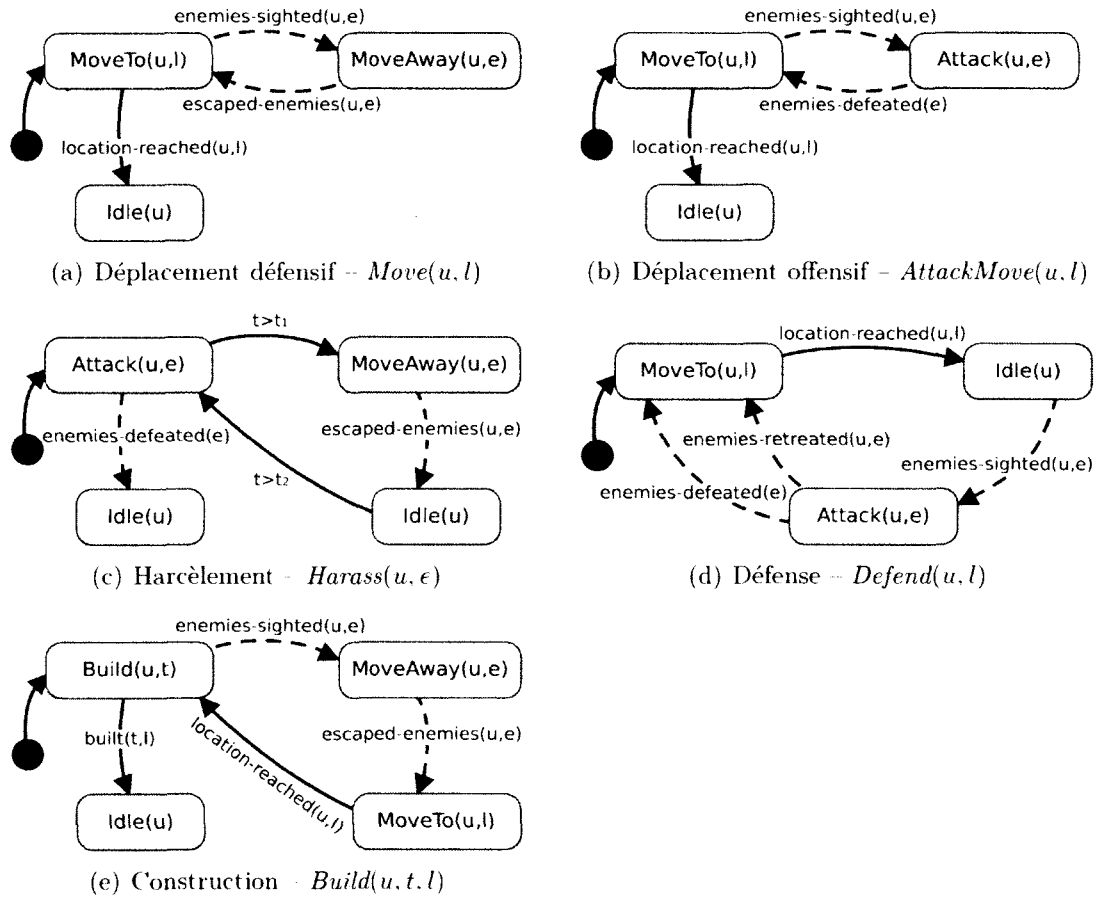 enemies-sighted(u,e)
MoveTo(u,l)
MoveAway(u,e)
escaped-enemies(u,e)
location-reached(u,l)
Idle(u)
(a) Déplacement défensif – Move(u, l)
enemies-sighted(u,e)
MoveTo(u,l)
Attack(u,e)
enemies-defeated(e)
location-reached(u,l)
Idle(u)
(b) Déplacement offensif – AttackMove(u, l)
t>t₁
Attack(u,e)
MoveAway(u,e)
enemies-defeated(e)
escaped-enemies(u,e)
t>t₂
Idle(u)
Idle(u)
(c) Harcèlement – Harass(u, ϵ)
location-reached(u,l)
MoveTo(u,l)
Idle(u)
enemies-retreated(u,e)
enemies-sighted(u,e)
enemies-defeated(e)
Attack(u,e)
(d) Défense – Defend(u, l)
enemies-sighted(u,e)
Build(u,t)
MoveAway(u,e)
built(t,l)
location-reached(u,l)
escaped-enemies(u,e)
Idle(u)
MoveTo(u,l)
(e) Construction – Build(u, t, l)